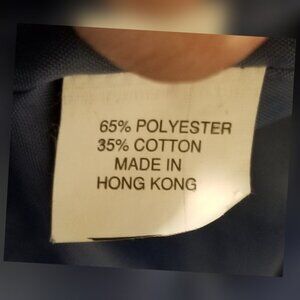 65% POLYESTER
35% COTTON
MADE IN
HONG KONG